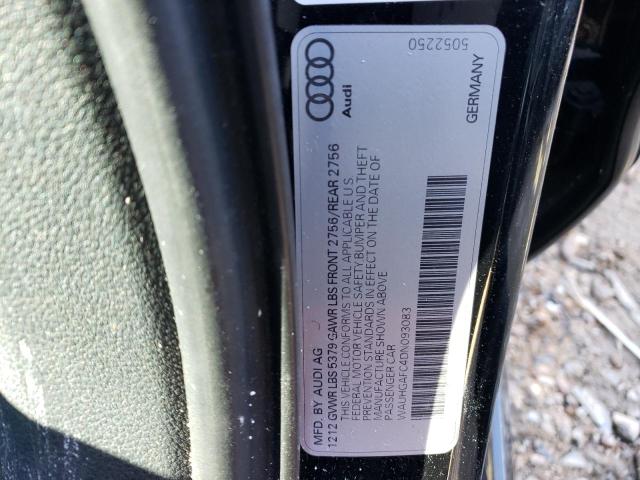 5052250
Audi
GERMANY
MFD. BY AUDI AG
12 12 GVWR LBS 5379 GAWR LBS FRONT 2756/REAR 2756
THIS VEHICLE CONFORMS TO ALL APPLICABLE U S
FEDERAL MOTOR VEHICLE SAFETY BUMPER AND THEFT
PREVENTION STANDARDS IN EFFECT ON THE DATE OF
MANUFACTURE SHOWN ABOVE
PASSENGER CAR
WAUHGAFC4DN093083